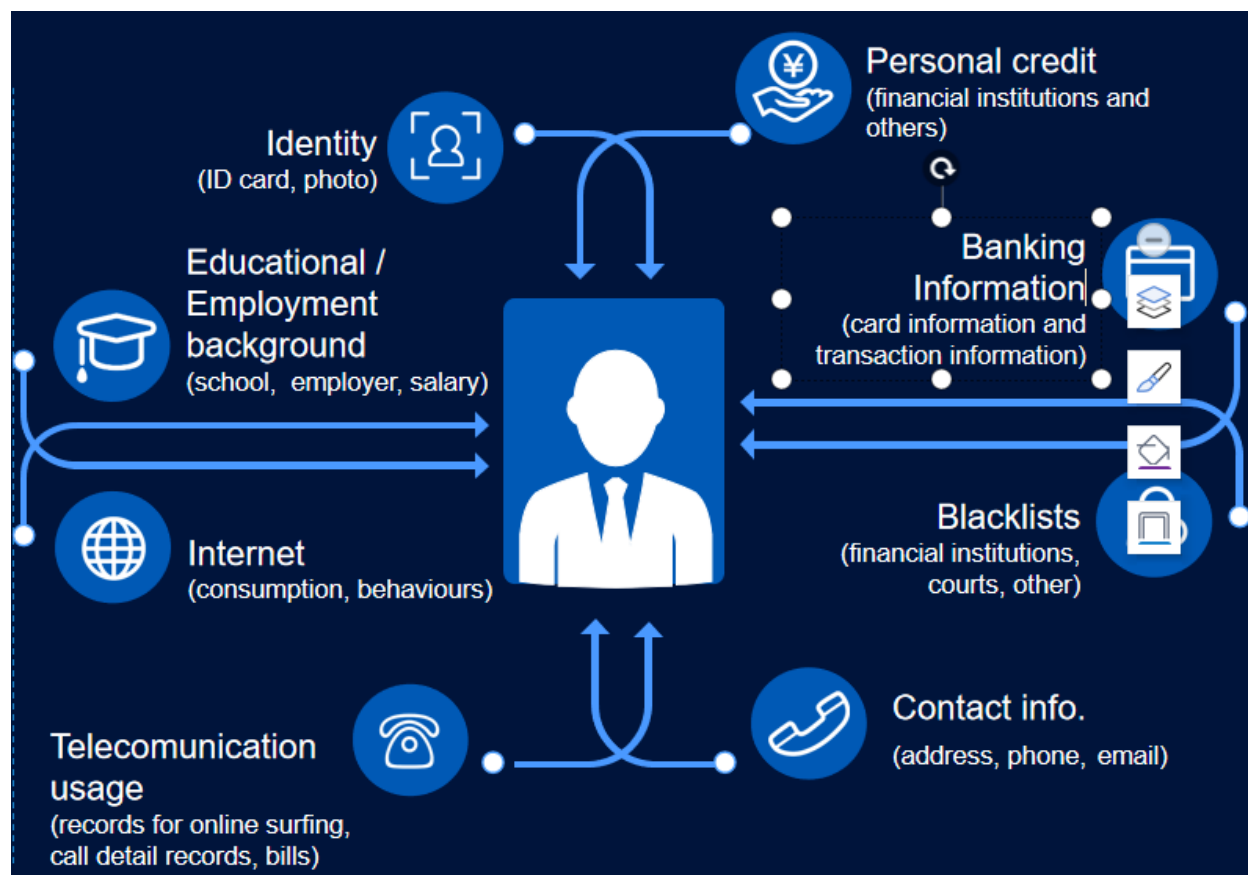 Personal credit
(financial institutions and
others)
Identity
(ID card, photo)
Banking
Information
(card information and
transaction information)
Educational /
Employment
background
(school, employer, salary)
Internet
(consumption, behaviours)
Blacklists
(financial institutions,
courts, other)
Telecomunication
usage
(records for online surfing,
call detail records, bills)
Contact info.
(address, phone, email)
¥